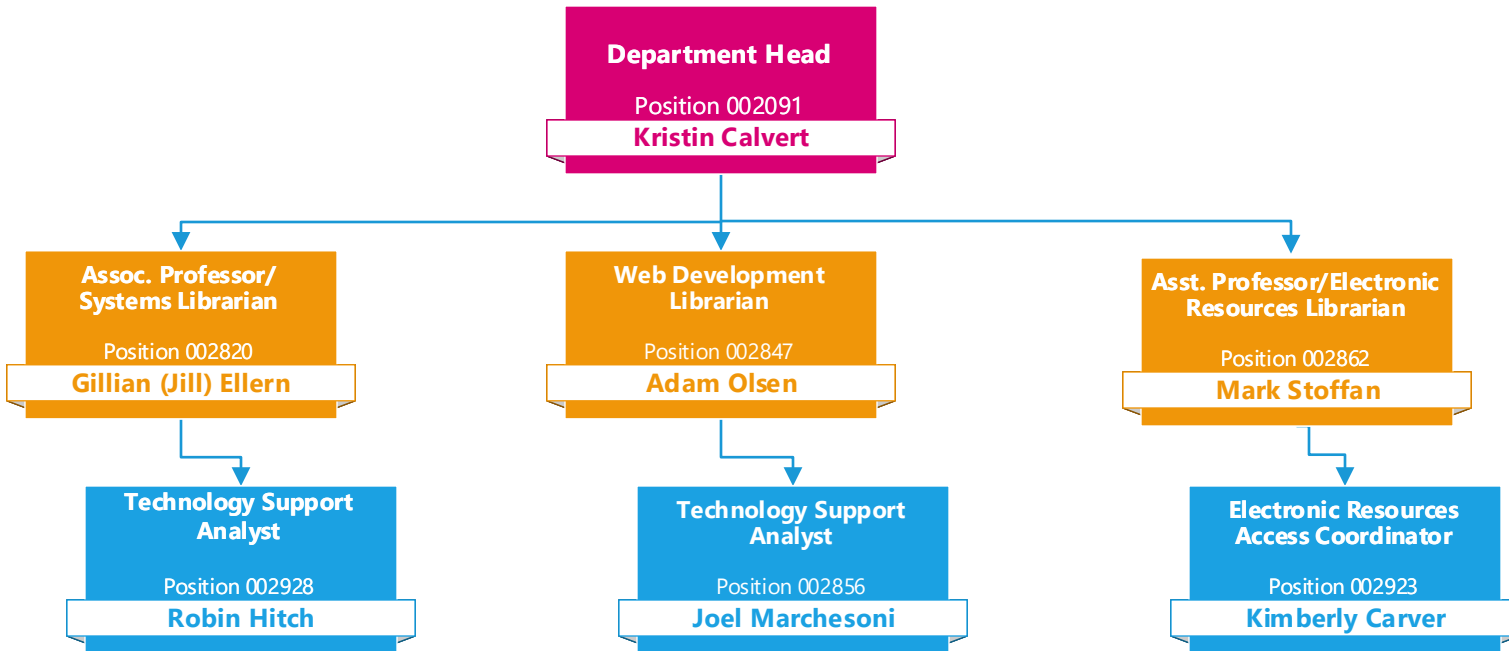 Department Head
Position 002091
Kristin Calvert
Assoc. Professor/
Systems Librarian
Position 002820
Gillian (Jill) Ellern
Web Development
Librarian
Position 002847
Adam Olsen
Asst. Professor/Electronic
Resources Librarian
Position 002862
Mark Stoffan
Technology Support
Analyst
Position 002928
Robin Hitch
Technology Support
Analyst
Position 002856
Joel Marchesoni
Electronic Resources
Access Coordinator
Position 002923
Kimberly Carver